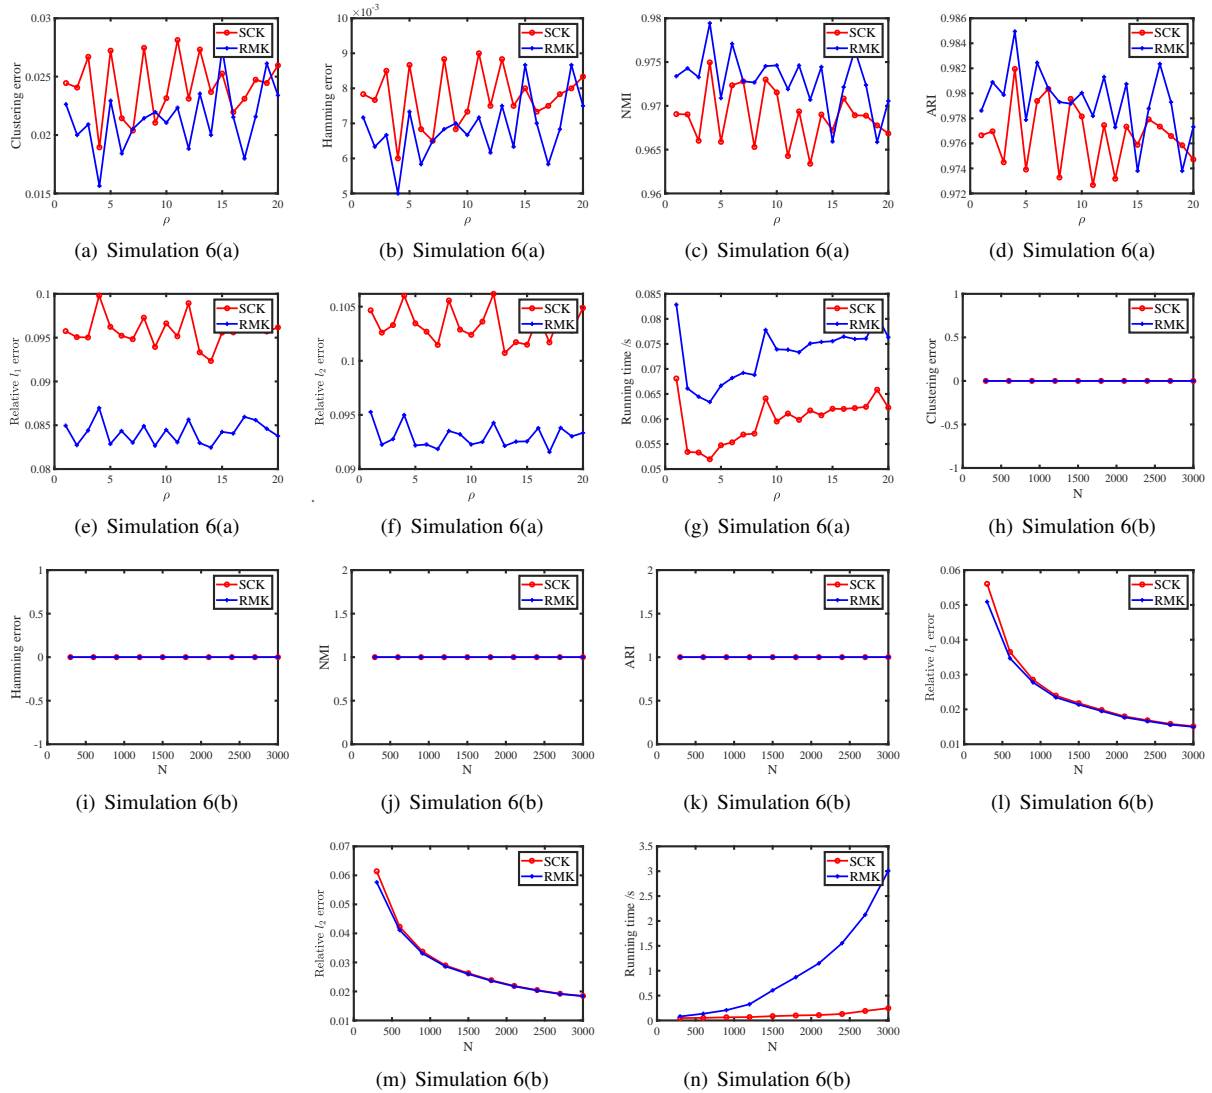 0.03
0.025
0.02
0.015
Clustering error
0 5 10 15 20
ρ
SCK
RMK
(a) Simulation 6(a)
×10⁻³
10
9
8
7
6
5
Hamming error
0 5 10 15 20
ρ
SCK
RMK
(b) Simulation 6(a)
0.98
0.975
0.97
0.965
0.96
NMI
0 5 10 15 20
ρ
SCK
RMK
(c) Simulation 6(a)
0.986
0.984
0.982
0.98
0.978
0.976
0.974
0.972
ARI
0 5 10 15 20
ρ
SCK
RMK
(d) Simulation 6(a)
0.1
0.095
0.09
0.085
0.08
Relative l₁ error
0 5 10 15 20
ρ
SCK
RMK
(e) Simulation 6(a)
0.105
0.1
0.095
0.09
Relative l₂ error
0 5 10 15 20
ρ
SCK
RMK
(f) Simulation 6(a)
0.085
0.08
0.075
0.07
0.065
0.06
0.055
0.05
Running time /s
0 5 10 15 20
ρ
SCK
RMK
(g) Simulation 6(a)
1
0.5
0
-0.5
-1
Clustering error
0 500 1000 1500 2000 2500 3000
N
SCK
RMK
(h) Simulation 6(b)
1
0.5
0
-0.5
-1
Hamming error
0 500 1000 1500 2000 2500 3000
N
SCK
RMK
(i) Simulation 6(b)
2
1.5
1
0.5
0
NMI
0 500 1000 1500 2000 2500 3000
N
SCK
RMK
(j) Simulation 6(b)
2
1.5
1
0.5
0
ARI
0 500 1000 1500 2000 2500 3000
N
SCK
RMK
(k) Simulation 6(b)
0.06
0.05
0.04
0.03
0.02
0.01
Relative l₁ error
0 500 1000 1500 2000 2500 3000
N
SCK
RMK
(l) Simulation 6(b)
0.07
0.06
0.05
0.04
0.03
0.02
0.01
Relative l₂ error
0 500 1000 1500 2000 2500 3000
N
SCK
RMK
(m) Simulation 6(b)
3.5
3
2.5
2
1.5
1
0.5
0
Running time /s
0 500 1000 1500 2000 2500 3000
N
SCK
RMK
(n) Simulation 6(b)